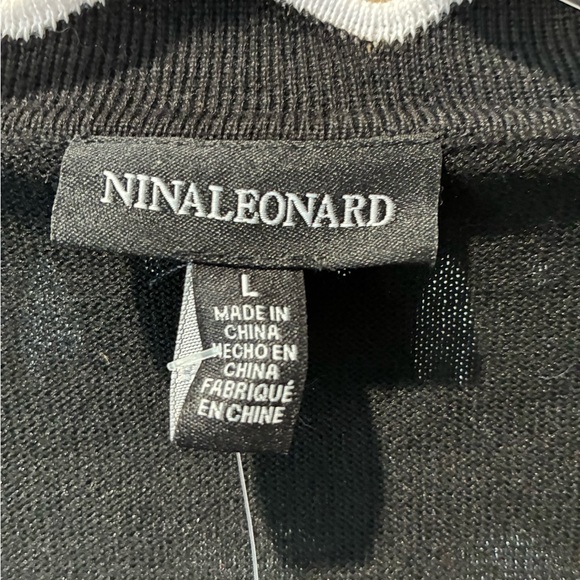 NINALEONARD
L
MADE IN
CHINA
HECHO EN
CHINA
FABRIQUÉ
EN CHINE